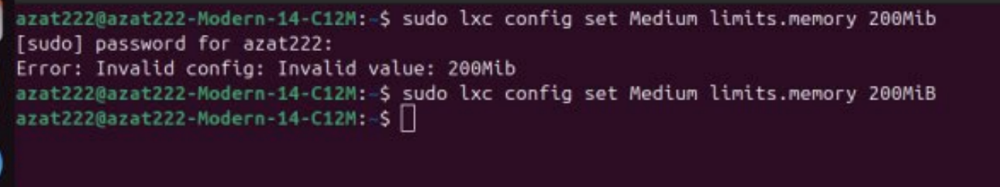 azat222@azat222-Modern-14-C12M:~$ sudo lxc config set Medium limits.memory 200Mib
[sudo] password for azat222:
Error: Invalid config: Invalid value: 200Mib
azat222@azat222-Modern-14-C12M:~$ sudo lxc config set Medium limits.memory 200MiB
azat222@azat222-Modern-14-C12M:~$